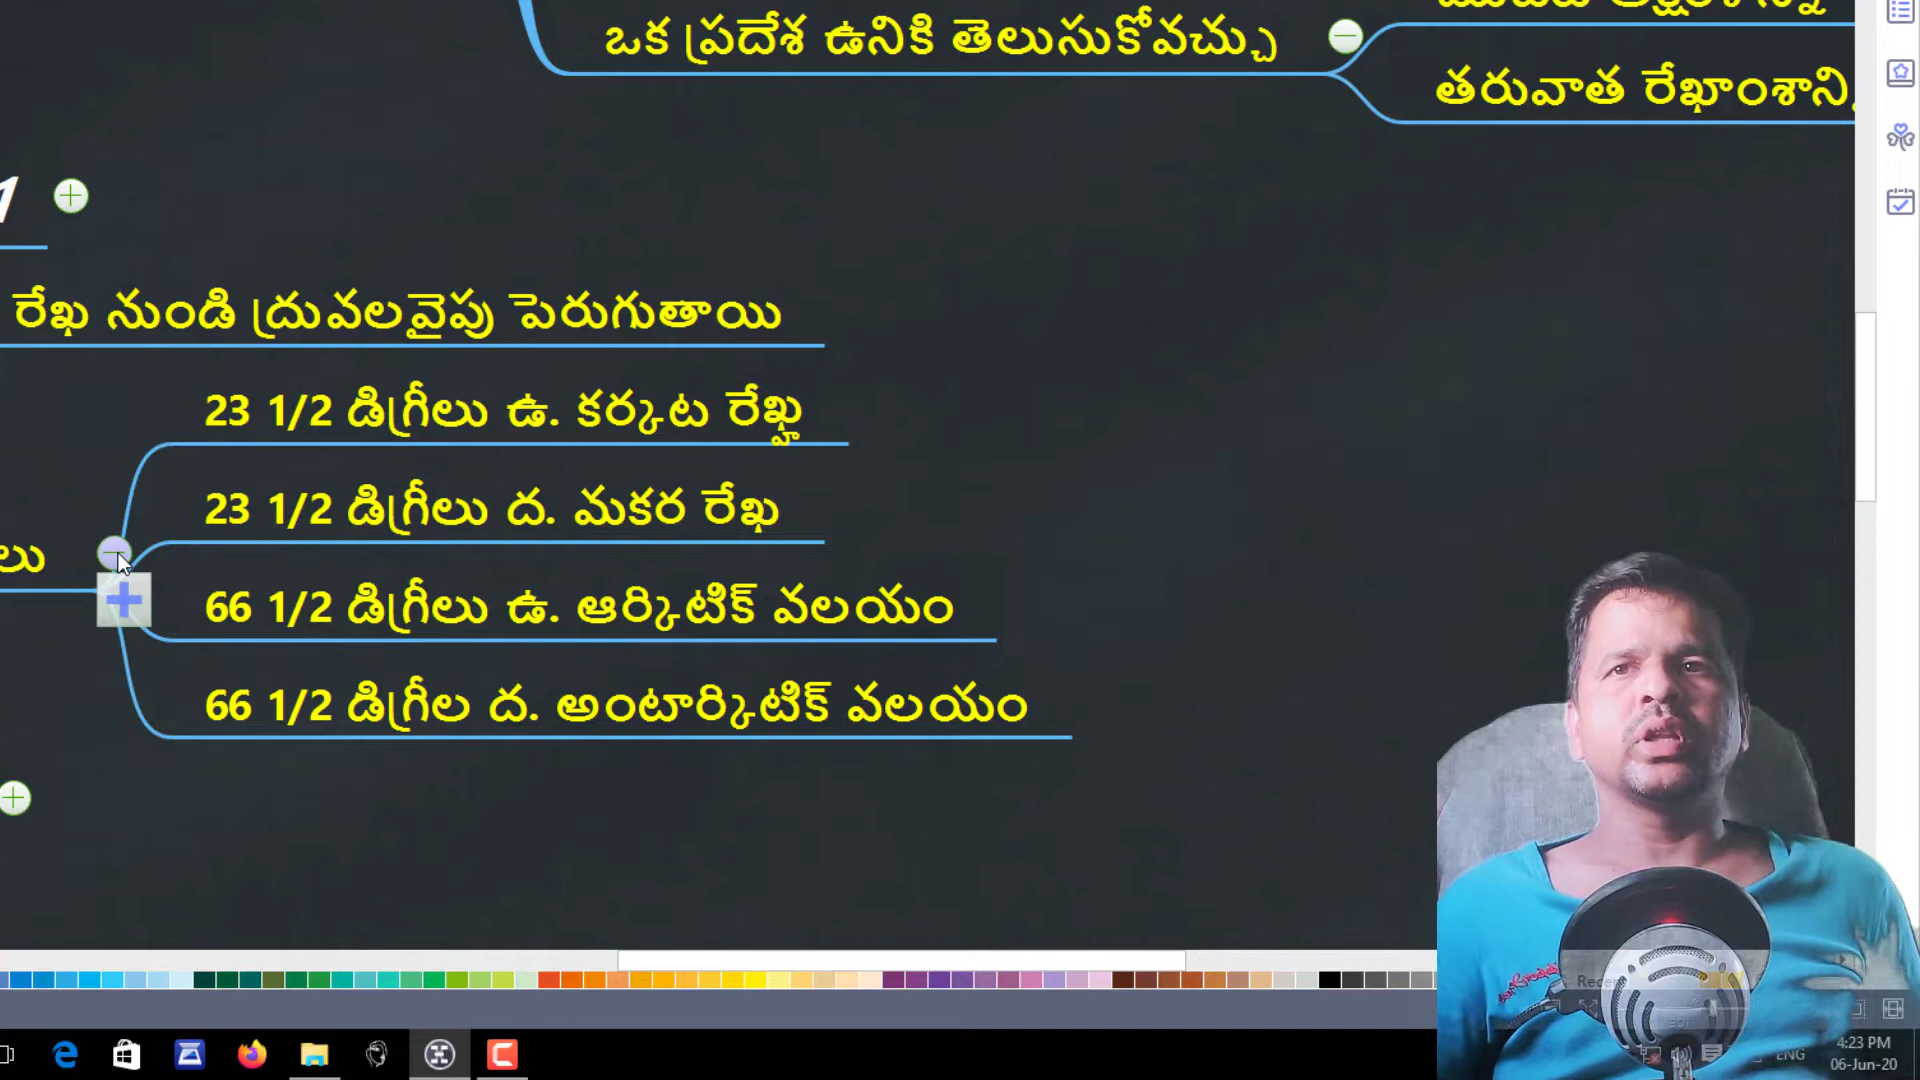 ఒక ప్రదేశ ఉనికి తెలుసుకోవచ్చు
తరువాత రేఖాంశాని
1
రేఖ నుండి ద్రువలవైపు పెరుగుతాయి
23 1/2 డిగ్రీలు ఉ. కర్కట రేఖ్హ
23 1/2 డిగ్రీలు ద. మకర రేఖ
లు
66 1/2 డిగ్రీలు ఉ. ఆర్కిటిక్ వలయం
66 1/2 డిగ్రీల ద. అంటార్కిటిక్ వలయం
ENG
4:23 PM
06-Jun-20